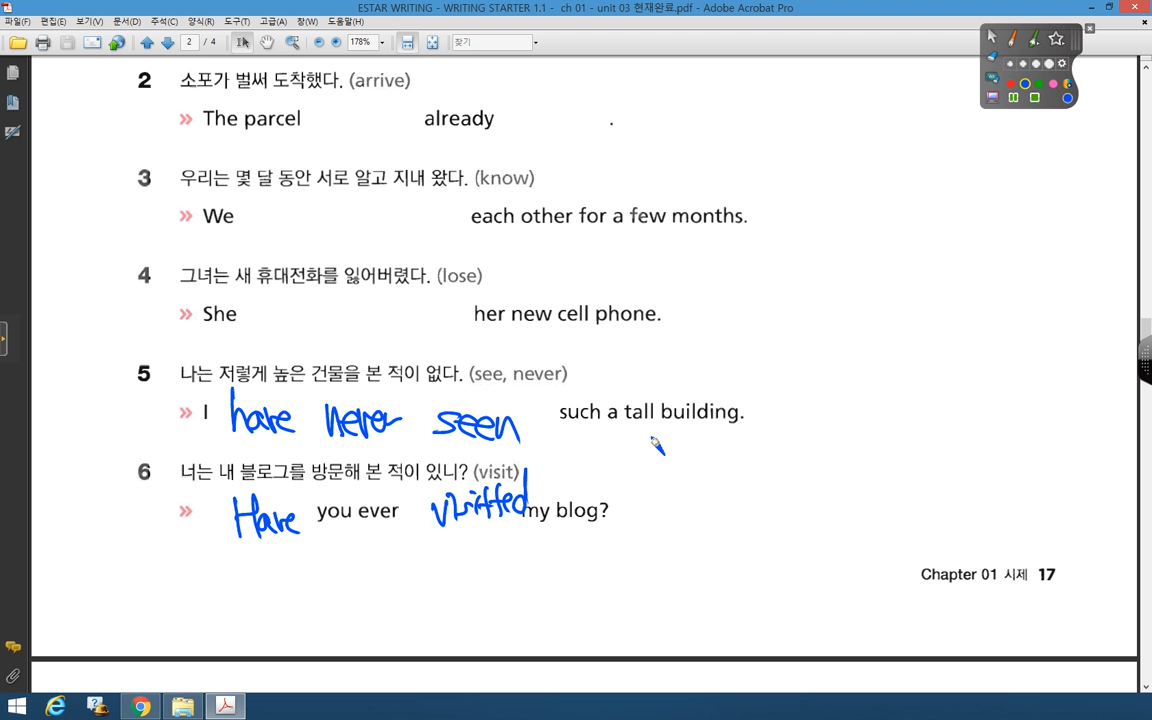 ESTAR WRITING - WRITING STARTER 1.1 - ch 01 - unit 03 현재완료.pdf - Adobe Acrobat Pro
파일(F) 편집(E) 보기(V) 문서(D) 주석(C) 양식(R) 도구(T) 고급(A) 창(W) 도움말(H)
2 / 4 178% 찾기
2 소포가 벌써 도착했다. (arrive)
» The parcel already .
3 우리는 몇 달 동안 서로 알고 지내 왔다. (know)
» We each other for a few months.
4 그녀는 새 휴대전화를 잃어버렸다. (lose)
» She her new cell phone.
5 나는 저렇게 높은 건물을 본 적이 없다. (see, never)
» I have never seen such a tall building.
6 너는 내 블로그를 방문해 본 적이 있니? (visit)
» Have you ever visitted my blog?
Chapter 01 시제 17